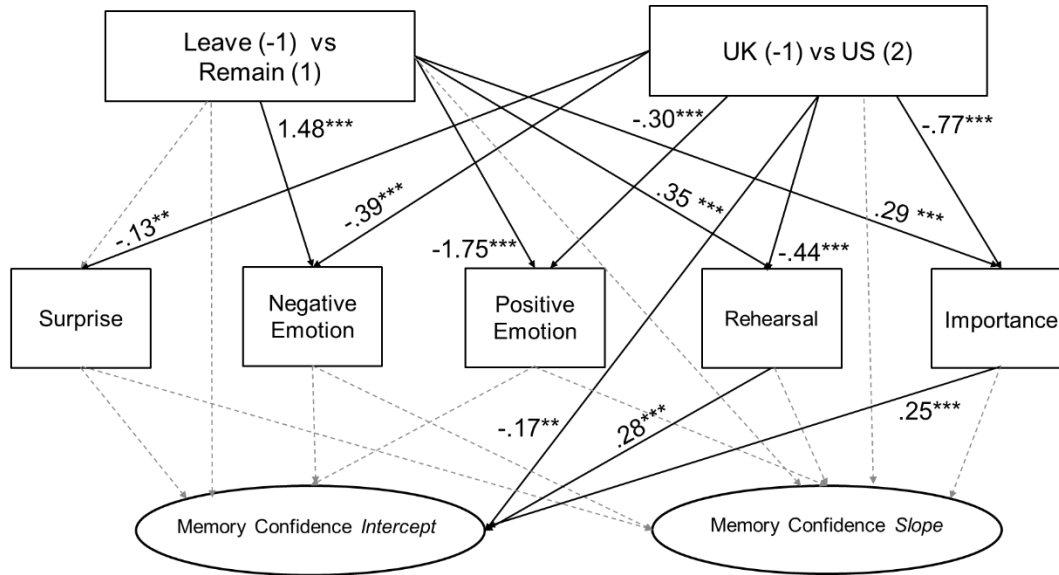 Leave (-1) vs
Remain (1)
UK (-1) vs US (2)
1.48***
-.30***
-.77***
-.13**
-.39***
-1.75***
.35 ***
-.44***
.29 ***
Surprise
Negative
Emotion
Positive
Emotion
Rehearsal
Importance
-.17**
.28***
.25***
Memory Confidence Intercept
Memory Confidence Slope